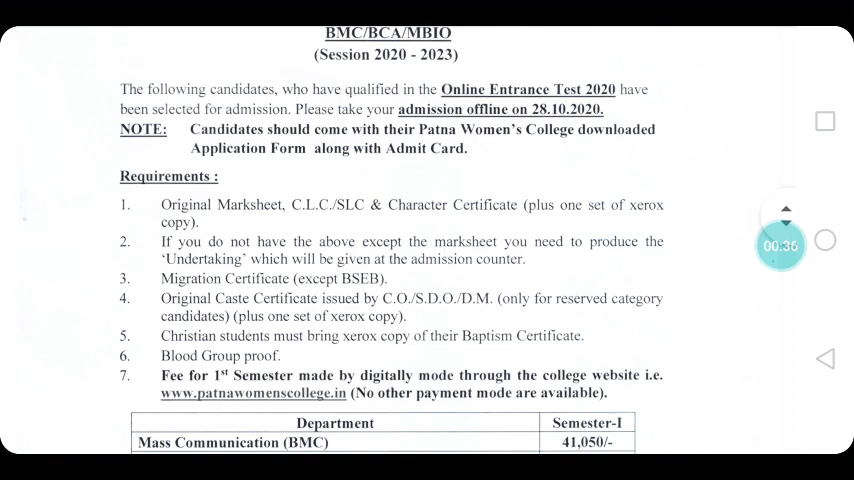 BMC/BCA/MBIO
(Session 2020 - 2023)
The following candidates, who have qualified in the Online Entrance Test 2020 have
been selected for admission. Please take your admission offline on 28.10.2020.
NOTE: Candidates should come with their Patna Women's College downloaded
Application Form along with Admit Card.
Requirements :
1. Original Marksheet, C.L.C./SLC & Character Certificate (plus one set of xerox
copy).
2. If you do not have the above except the marksheet you need to produce the
'Undertaking' which will be given at the admission counter.
3. Migration Certificate (except BSEB).
4. Original Caste Certificate issued by C.O./S.D.O./D.M. (only for reserved category
candidates) (plus one set of xerox copy).
5. Christian students must bring xerox copy of their Baptism Certificate.
6. Blood Group proof.
7. Fee for 1st Semester made by digitally mode through the college website i.e.
www.patnawomenscollege.in (No other payment mode are available).
Department Semester-I
Mass Communication (BMC) 41,050/-
00:36